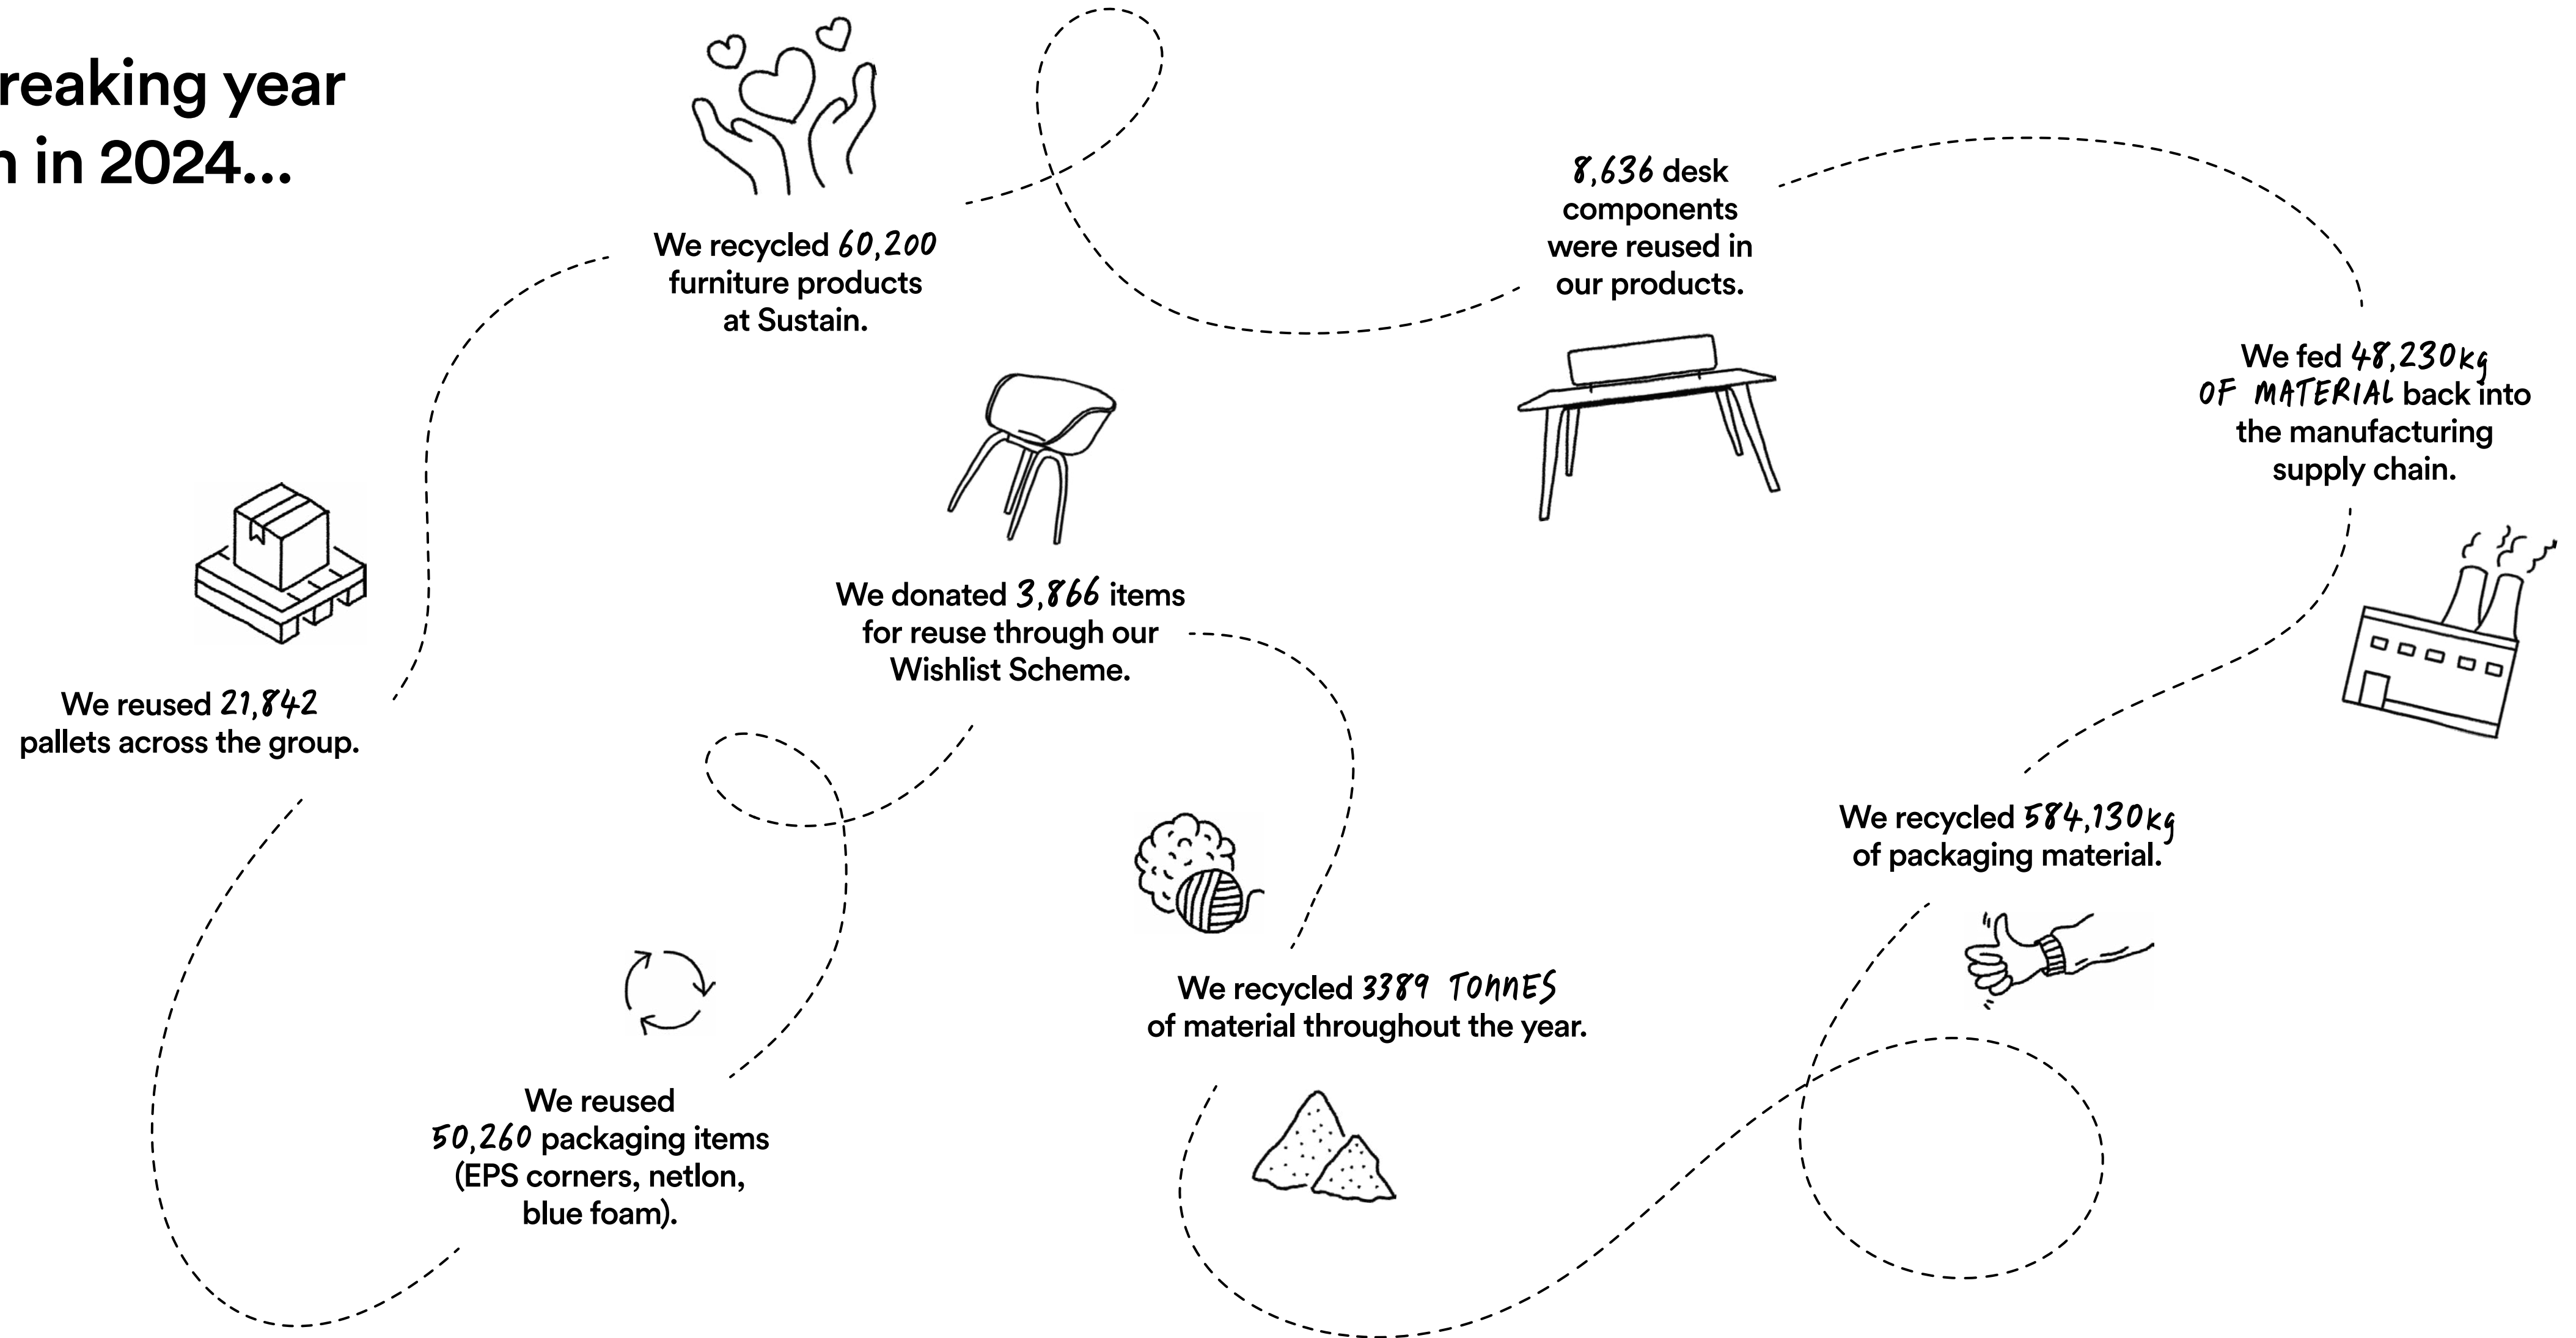 reaking year
n in 2024...
We recycled 60,200
furniture products
at Sustain.
8,636 desk
components
were reused in
our products.
We fed 48,230kg
OF MATERIAL back into
the manufacturing
supply chain.
We donated 3,866 items
for reuse through our
Wishlist Scheme.
We reused 21,842
pallets across the group.
We recycled 584,130kg
of packaging material.
We recycled 3389 TONNES
of material throughout the year.
We reused
50,260 packaging items
(EPS corners, netlon,
blue foam).